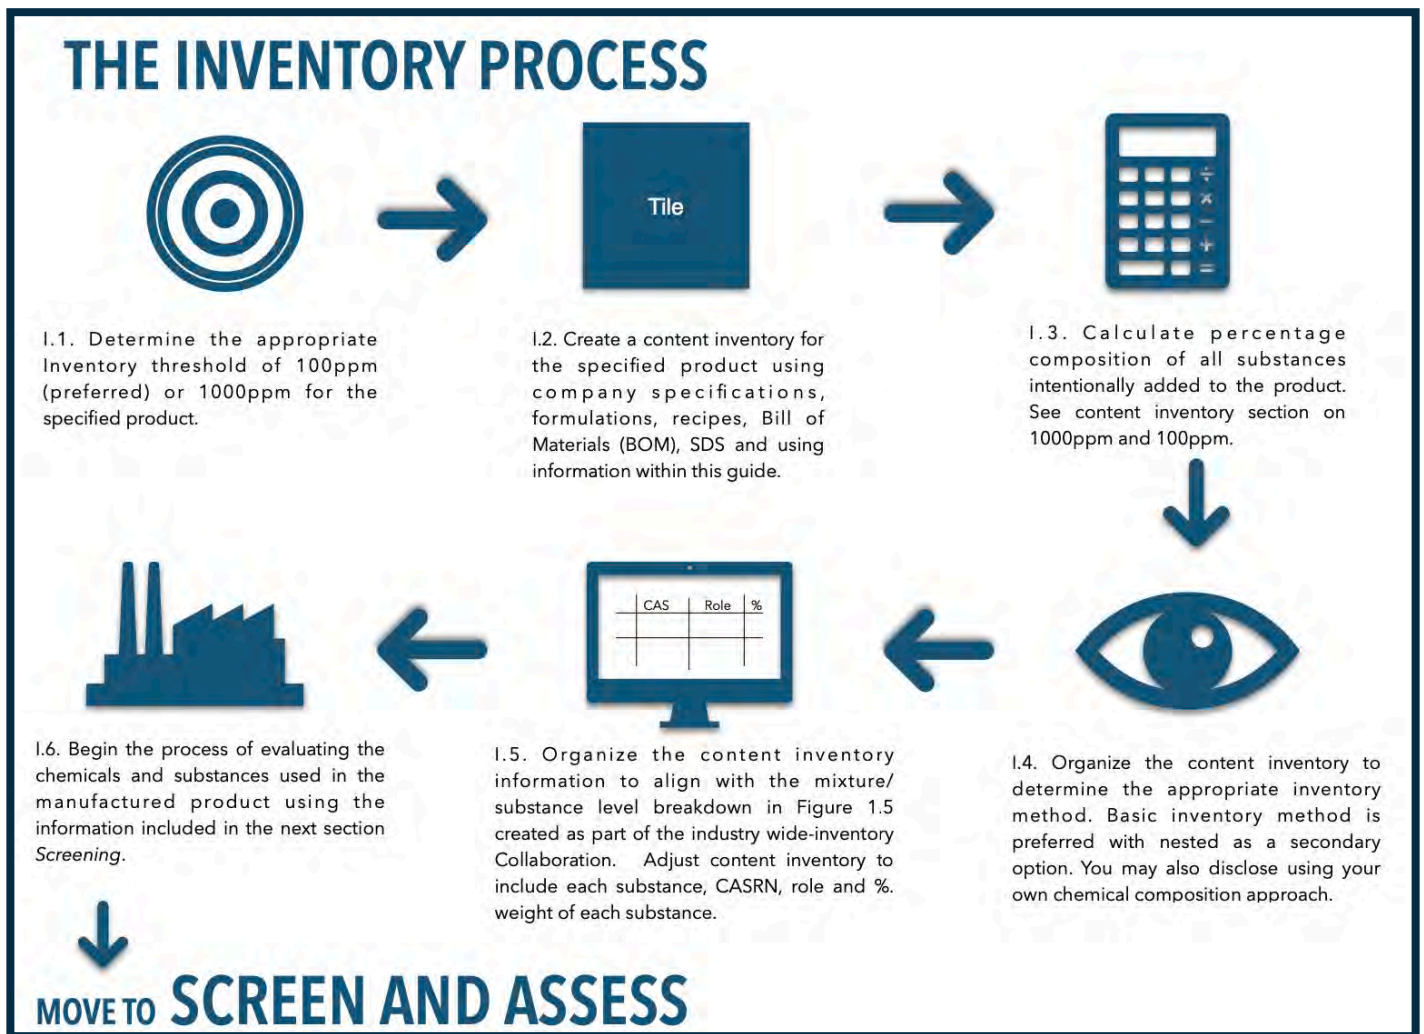 THE INVENTORY PROCESS
Tile
I.1. Determine the appropriate
Inventory threshold of 100ppm
(preferred) or 1000ppm for the
specified product.
I.2. Create a content inventory for
the specified product using
company specifications,
formulations, recipes, Bill of
Materials (BOM), SDS and using
information within this guide.
÷
×
−
+
=
I.3. Calculate percentage
composition of all substances
intentionally added to the product.
See content inventory section on
1000ppm and 100ppm.
I.4. Organize the content inventory to
determine the appropriate inventory
method. Basic inventory method is
preferred with nested as a secondary
option. You may also disclose using your
own chemical composition approach.
CAS Role %
I.5. Organize the content inventory
information to align with the mixture/
substance level breakdown in Figure 1.5
created as part of the industry wide-inventory
Collaboration. Adjust content inventory to
include each substance, CASRN, role and %.
weight of each substance.
I.6. Begin the process of evaluating the
chemicals and substances used in the
manufactured product using the
information included in the next section
Screening.
MOVE TO SCREEN AND ASSESS